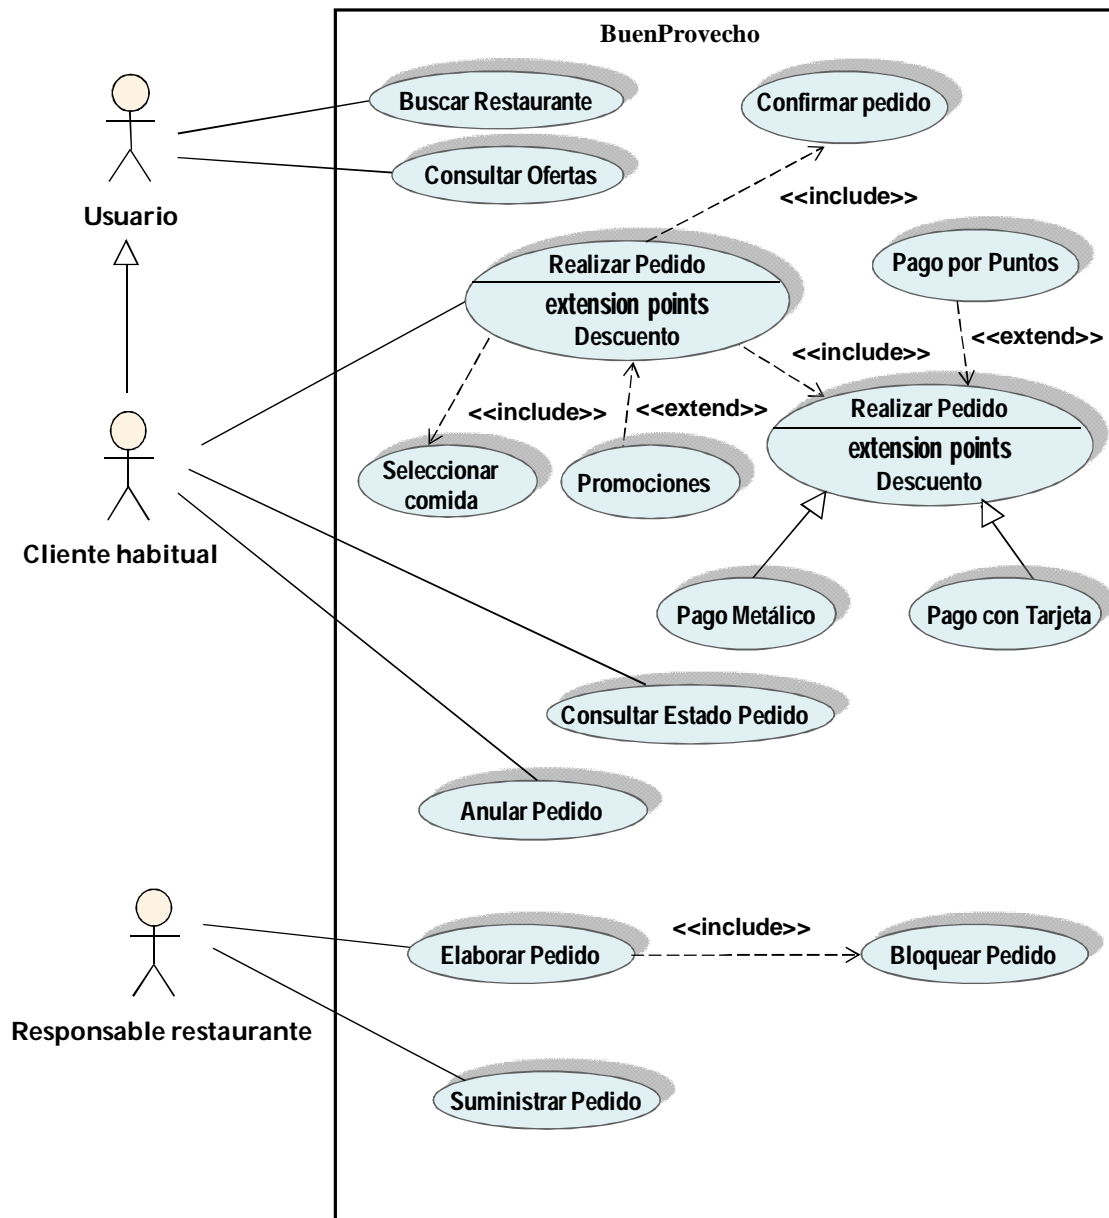 BuenProvecho
Buscar Restaurante
Confirmar pedido
Consultar Ofertas
<<include>>
Usuario
Realizar Pedido
extension points
Descuento
Pago por Puntos
<<include>>
<<extend>>
<<include>>
<<extend>>
Realizar Pedido
extension points
Descuento
Seleccionar
comida
Promociones
Cliente habitual
Pago Metálico
Pago con Tarjeta
Consultar Estado Pedido
Anular Pedido
<<include>>
Elaborar Pedido
Bloquear Pedido
Responsable restaurante
Suministrar Pedido